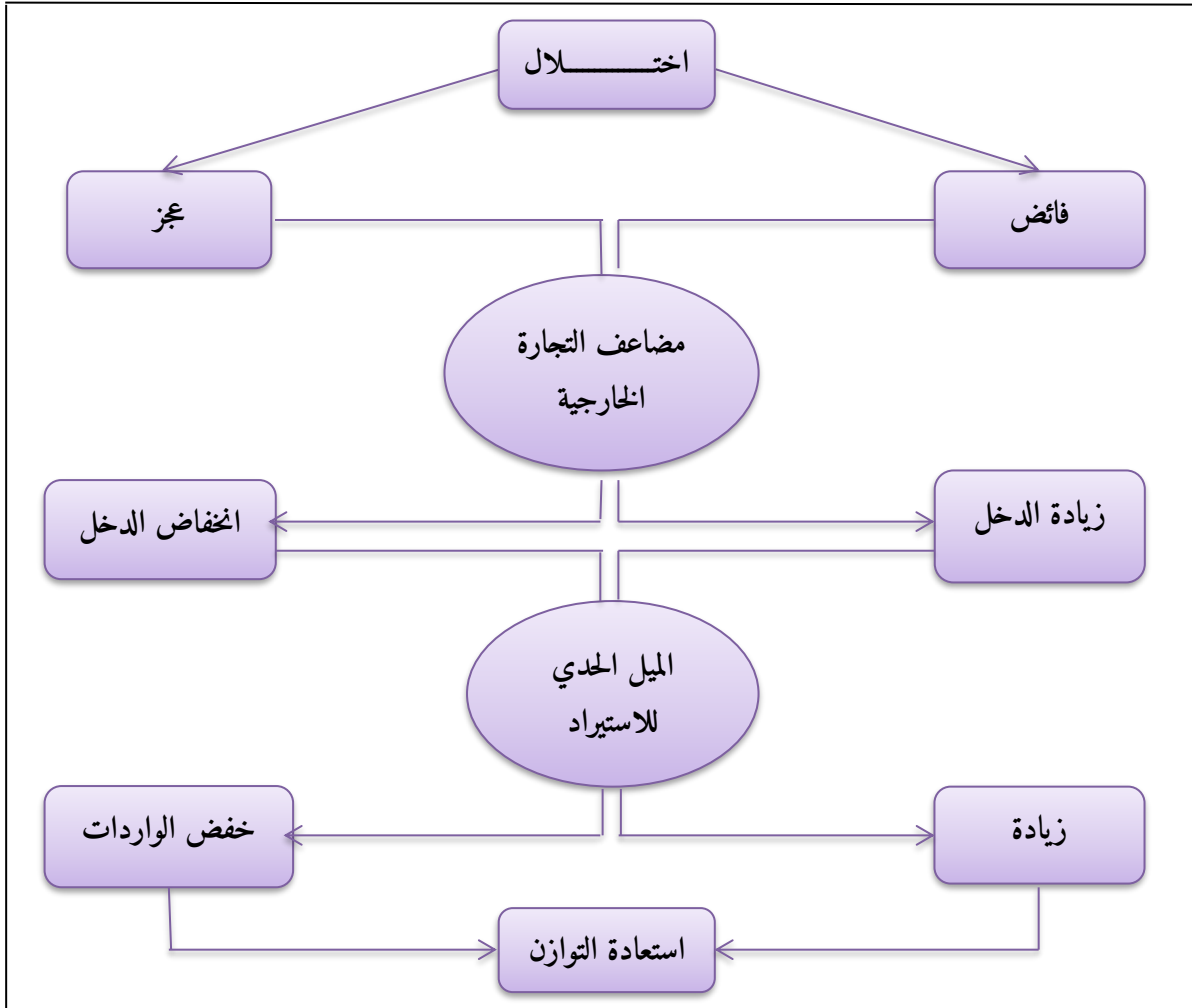 اختـــــــــلال
فائض
عجز
مضاعف التجارة
الخارجية
زيادة الدخل
انخفاض الدخل
الميل الحدي
للاستيراد
زيادة
خفض الواردات
استعادة التوازن